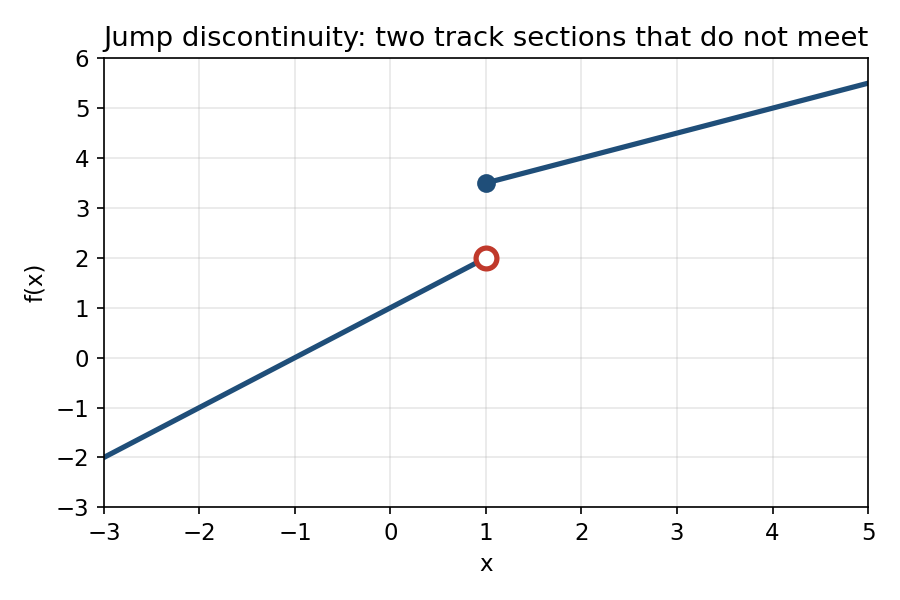 Jump discontinuity: two track sections that do not meet
6
5
4
3
2
1
0
−1
−2
−3
f(x)
−3 −2 −1 0 1 2 3 4 5
x